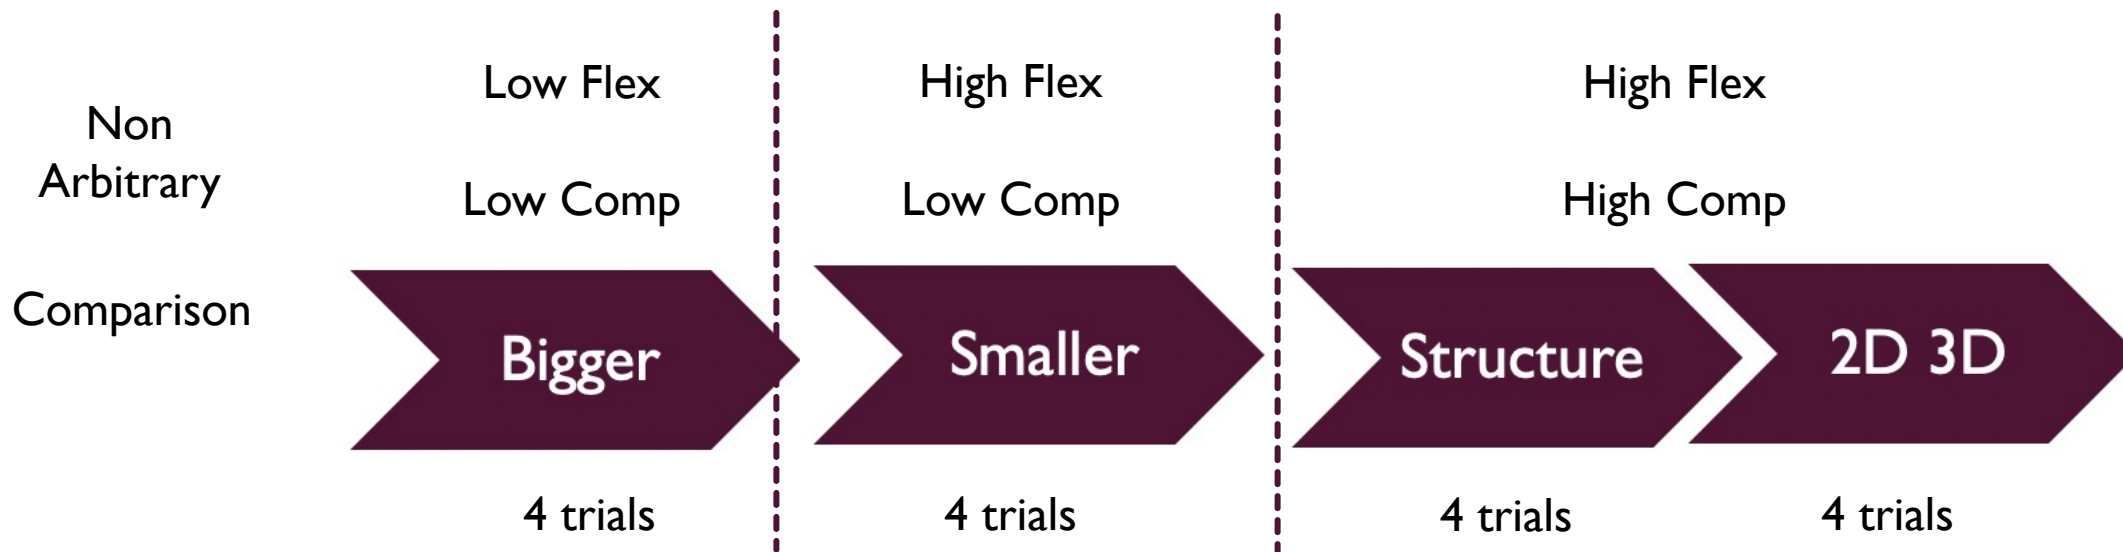 Non
Arbitrary
Comparison
Low Flex
Low Comp
Bigger
4 trials
High Flex
Low Comp
Smaller
4 trials
High Flex
High Comp
Structure
4 trials
2D 3D
4 trials